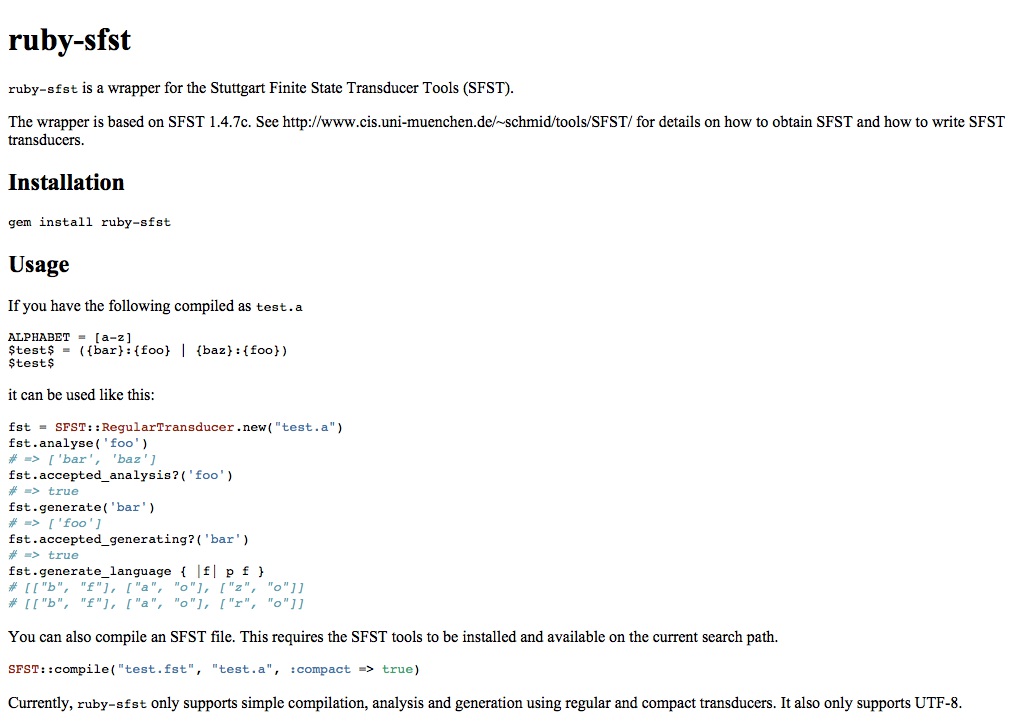 ruby-sfst
ruby-sfst is a wrapper for the Stuttgart Finite State Transducer Tools (SFST).
The wrapper is based on SFST 1.4.7c. See http://www.cis.uni-muenchen.de/~schmid/tools/SFST/ for details on how to obtain SFST and how to write SFST
transducers.
Installation
gem install ruby-sfst
Usage
If you have the following compiled as test.a
ALPHABET = [a-z]
$test$ = ({bar}:{foo} | {baz}:{foo})
$test$
it can be used like this:
fst = SFST::RegularTransducer.new("test.a")
fst.analyse('foo')
# => ['bar', 'baz']
fst.accepted_analysis?('foo')
# => true
fst.generate('bar')
# => ['foo']
fst.accepted_generating?('bar')
# => true
fst.generate_language { |f| p f }
# [["b", "f"], ["a", "o"], ["z", "o"]]
# [["b", "f"], ["a", "o"], ["r", "o"]]
You can also compile an SFST file. This requires the SFST tools to be installed and available on the current search path.
SFST::compile("test.fst", "test.a", :compact => true)
Currently, ruby-sfst only supports simple compilation, analysis and generation using regular and compact transducers. It also only supports UTF-8.